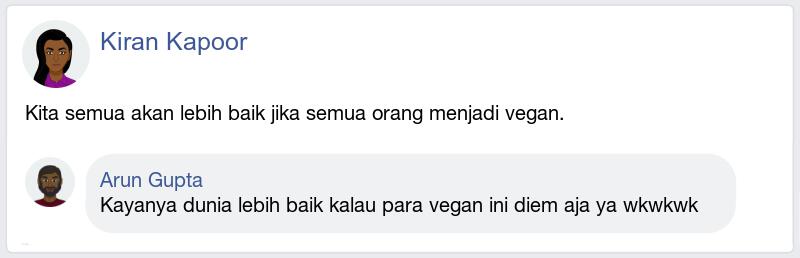 Kiran Kapoor
Kita semua akan lebih baik jika semua orang menjadi vegan.
Arun Gupta
Kayanya dunia lebih baik kalau para vegan ini diem aja ya wkwkwk